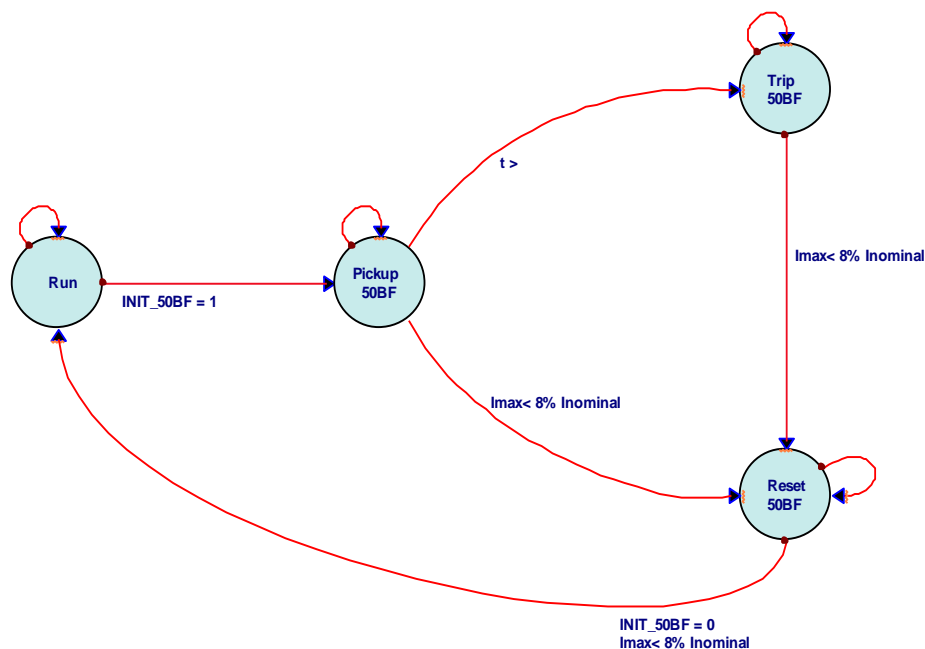 Trip
50BF
t >
Imax< 8% Inominal
Run
Pickup
50BF
INIT_50BF = 1
Imax< 8% Inominal
Reset
50BF
INIT_50BF = 0
Imax< 8% Inominal